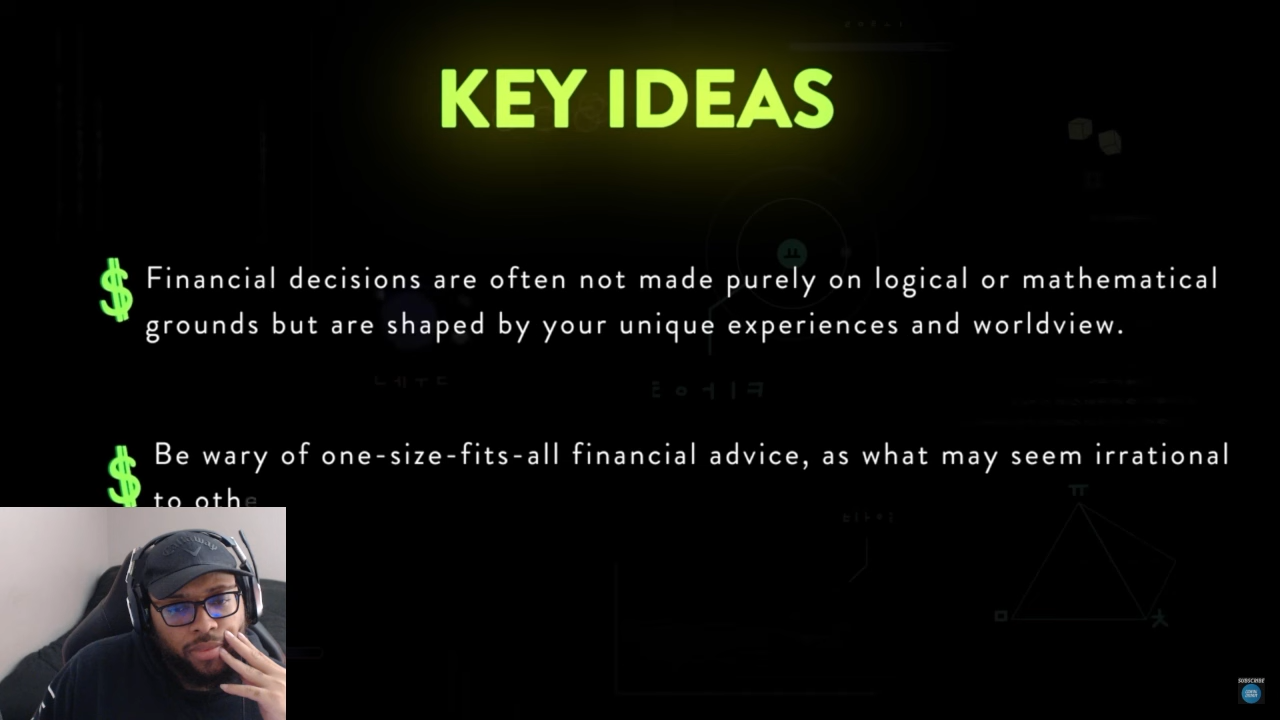 KEY IDEAS
$ Financial decisions are often not made purely on logical or mathematical
grounds but are shaped by your unique experiences and worldview.
$ Be wary of one-size-fits-all financial advice, as what may seem irrational
to othe
SUBSCRIBE